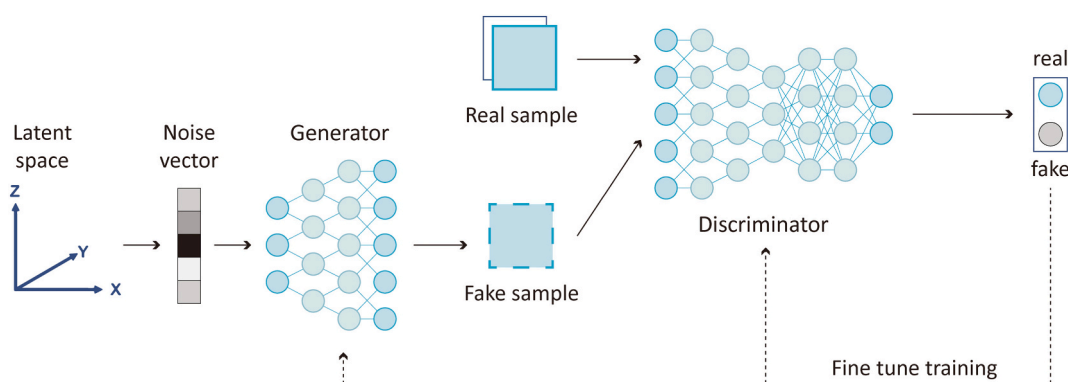 Latent
space
Z
Y
X
Noise
vector
Generator
Real sample
Fake sample
Discriminator
real
fake
Fine tune training